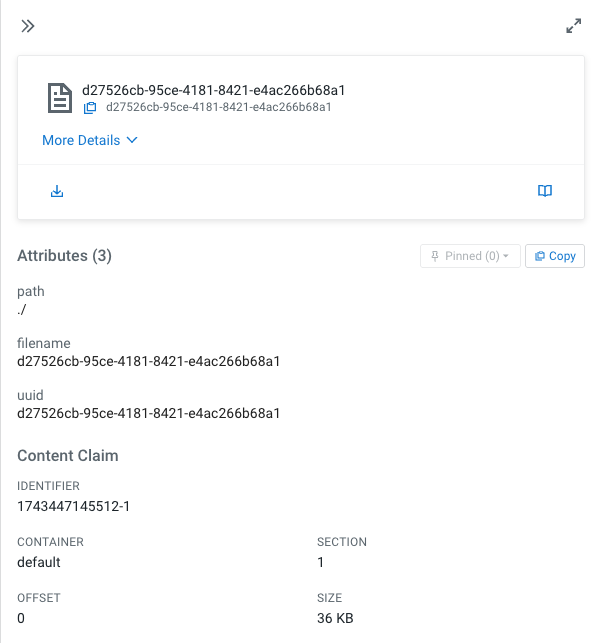 d27526cb-95ce-4181-8421-e4ac266b68a1
d27526cb-95ce-4181-8421-e4ac266b68a1
More Details
Attributes (3)
Pinned (0)
Copy
path
./
filename
d27526cb-95ce-4181-8421-e4ac266b68a1
uuid
d27526cb-95ce-4181-8421-e4ac266b68a1
Content Claim
IDENTIFIER
1743447145512-1
CONTAINER
default
SECTION
1
OFFSET
0
SIZE
36 KB